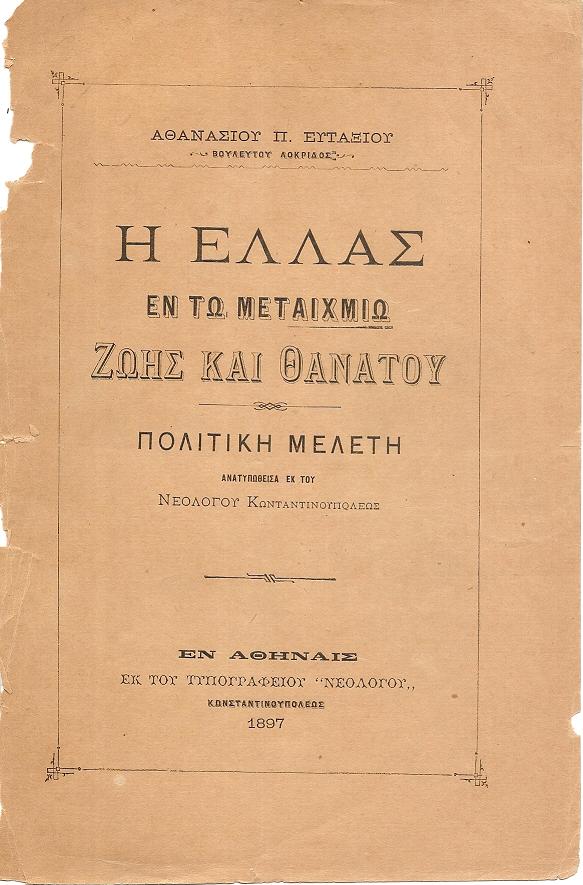 ΑΘΑΝΑΣΙΟΥ Π. ΕΥΤΑΞΙΟΥ
ΒΟΥΛΕΥΤΟΥ ΛΟΚΡΙΔΟΣ
Η ΕΛΛΑΣ
ΕΝ ΤΩ ΜΕΤΑΙΧΜΙΩ
ΖΩΗΣ ΚΑΙ ΘΑΝΑΤΟΥ
ΠΟΛΙΤΙΚΗ ΜΕΛΕΤΗ
ΑΝΑΤΥΠΩΘΕΙΣΑ ΕΚ ΤΟΥ
ΝΕΟΛΟΓΟΥ ΚΩΝΤΑΝΤΙΝΟΥΠΟΛΕΩΣ
ΕΝ ΑΘΗΝΑΙΣ
ΕΚ ΤΟΥ ΤΥΠΟΓΡΑΦΕΙΟΥ “ΝΕΟΛΟΓΟΥ„
ΚΩΝΣΤΑΝΤΙΝΟΥΠΟΛΕΩΣ
1897